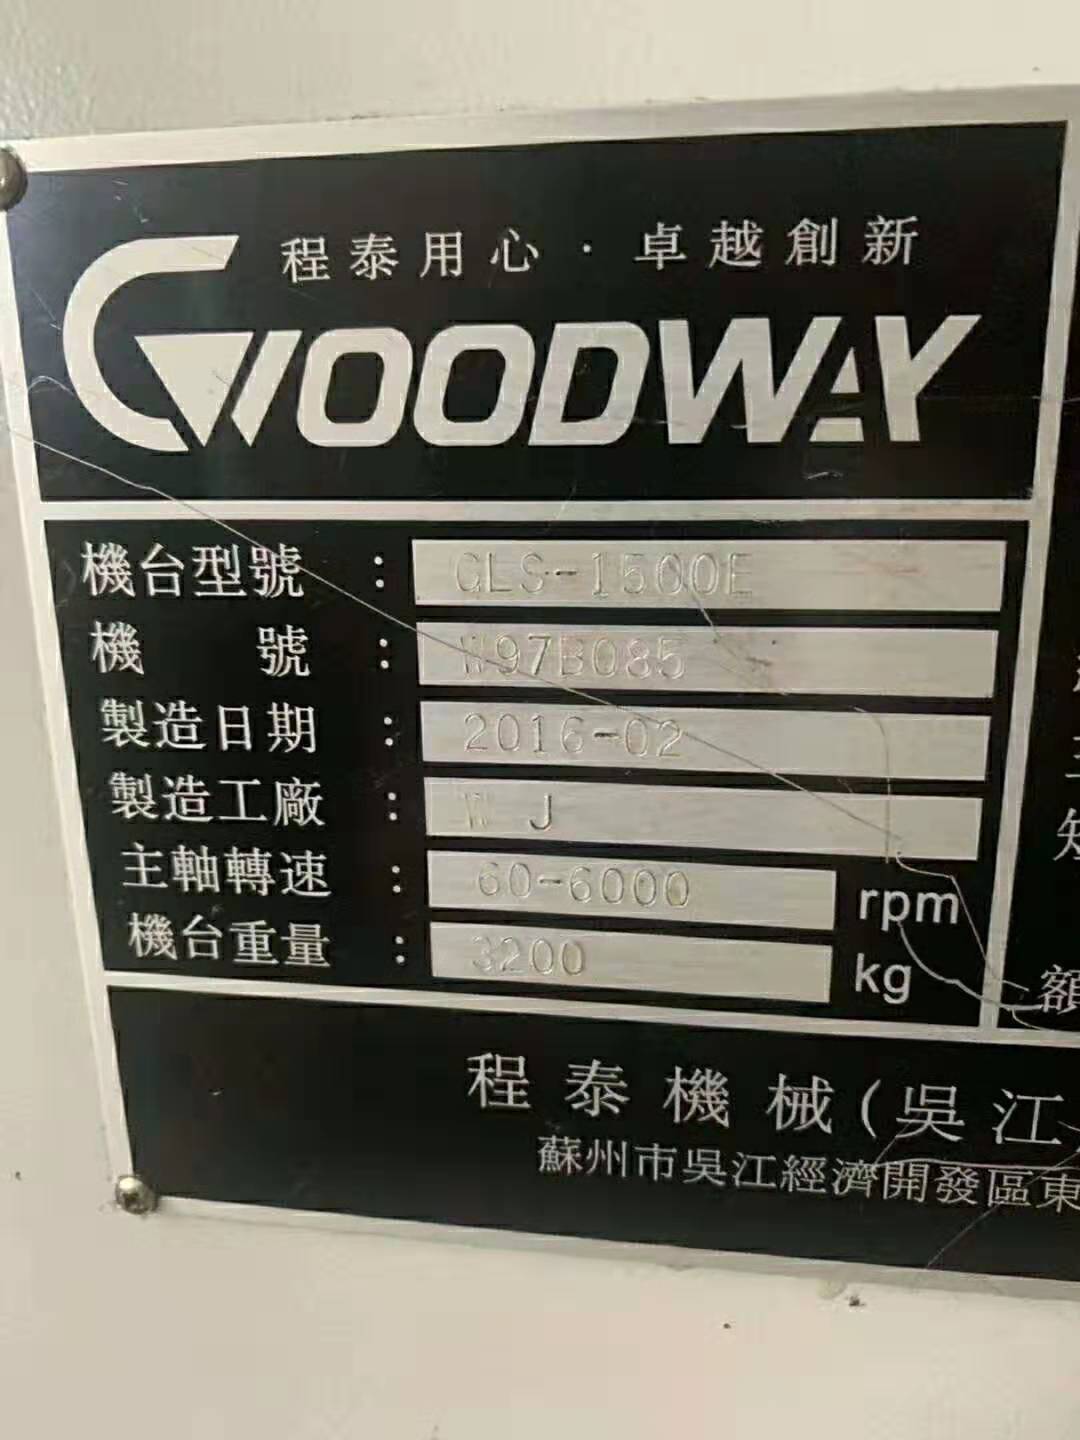 程泰用心·卓越創新
GOODWAY
機台型號 : GLS-1500E
機 號 : W97B085
製造日期 : 2016-02
製造工廠 : W J
主軸轉速 : 60-6000 rpm
機台重量 : 3200 kg
額
程泰機械(吳江
蘇州市吳江經濟開發區東